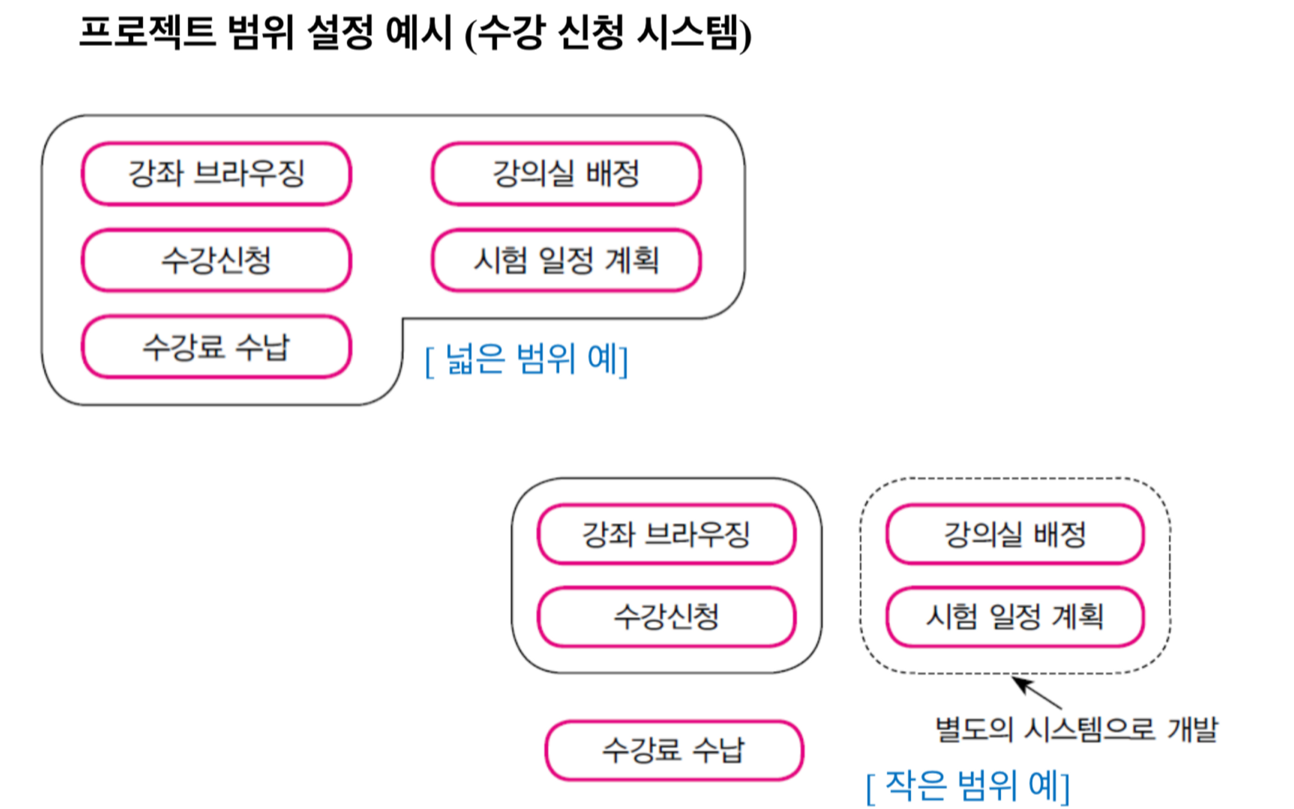 프로젝트 범위 설정 예시 (수강 신청 시스템)
강좌 브라우징
강의실 배정
수강신청
시험 일정 계획
수강료 수납
[ 넓은 범위 예]
강좌 브라우징
강의실 배정
수강신청
시험 일정 계획
별도의 시스템으로 개발
수강료 수납
[ 작은 범위 예]